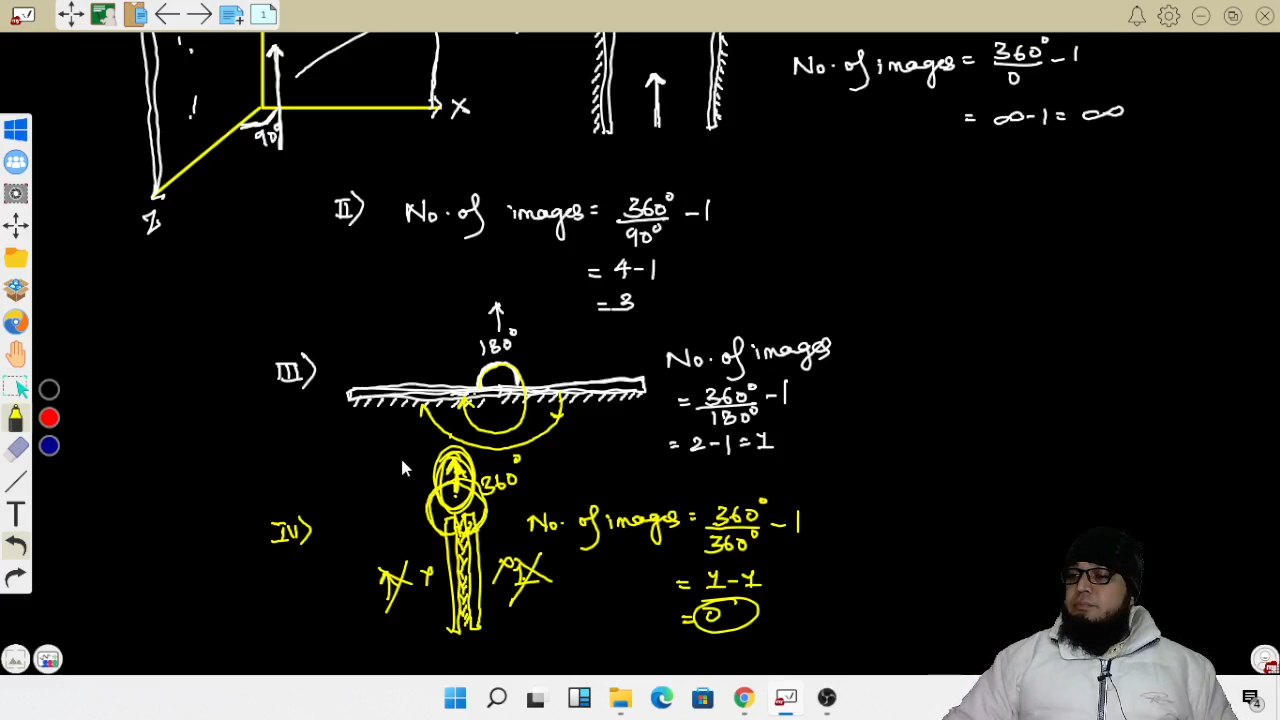 1
X
90°
Z
No. of images = 360° - 1
0
= ∞ - 1 = ∞
II) No. of images = 360° - 1
90°
= 4 - 1
= 3
III)
180°
No. of images
= 360° - 1
180°
= 2 - 1 = 1
IV)
360°
No. of images = 360° - 1
360°
= 1 - 1
= 0
T
4